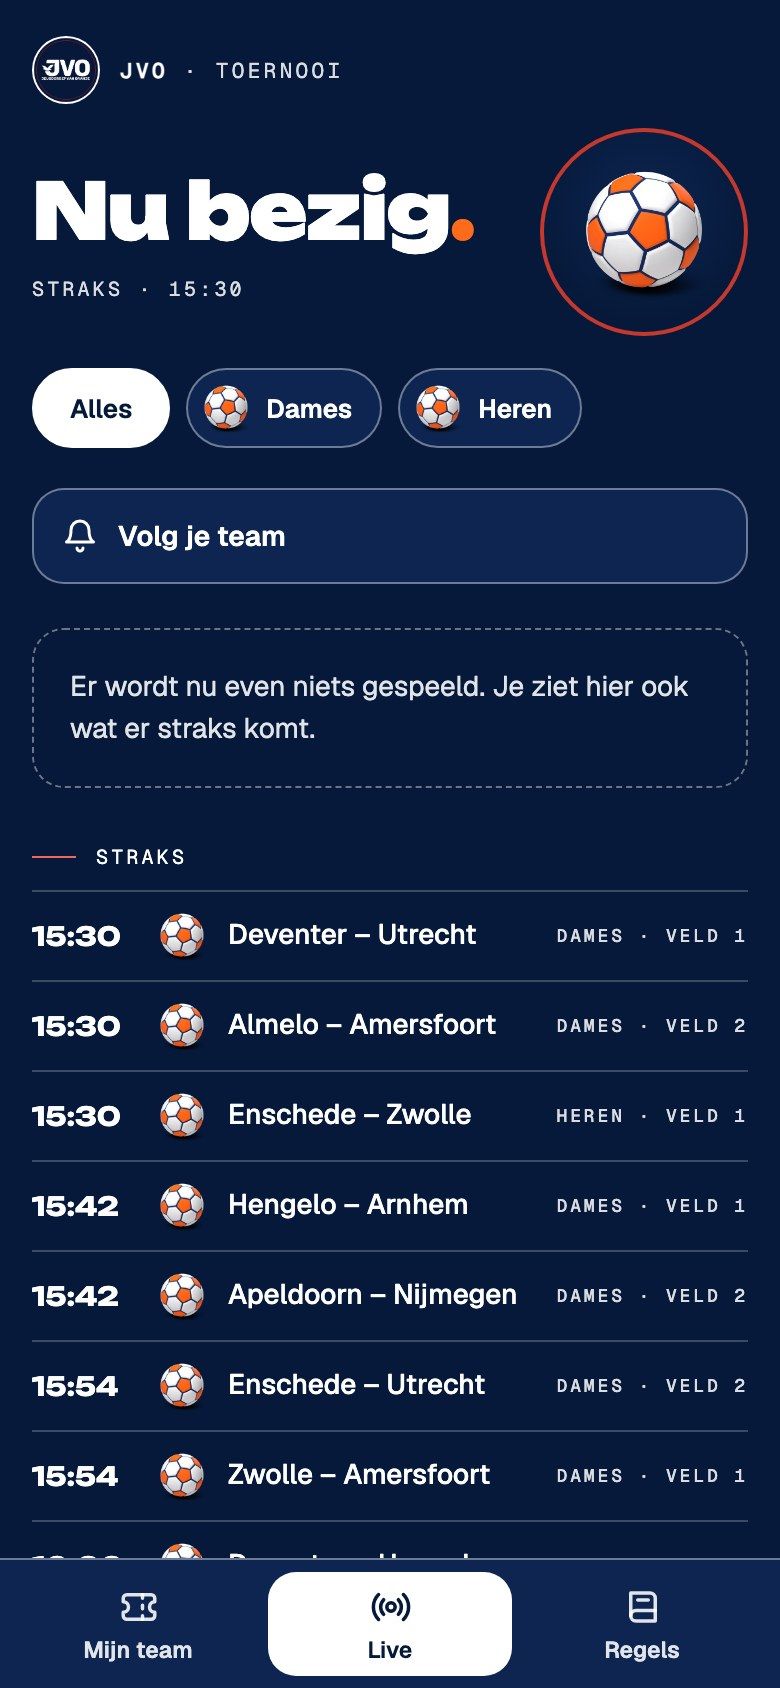 JVO
JVO · TOERNOOI
Nu bezig.
STRAKS · 15:30
Alles
Dames
Heren
Volg je team
Er wordt nu even niets gespeeld. Je ziet hier ook
wat er straks komt.
STRAKS
15:30 Deventer – Utrecht DAMES · VELD 1
15:30 Almelo – Amersfoort DAMES · VELD 2
15:30 Enschede – Zwolle HEREN · VELD 1
15:42 Hengelo – Arnhem DAMES · VELD 1
15:42 Apeldoorn – Nijmegen DAMES · VELD 2
15:54 Enschede – Utrecht DAMES · VELD 2
15:54 Zwolle – Amersfoort DAMES · VELD 1
Mijn team
Live
Regels